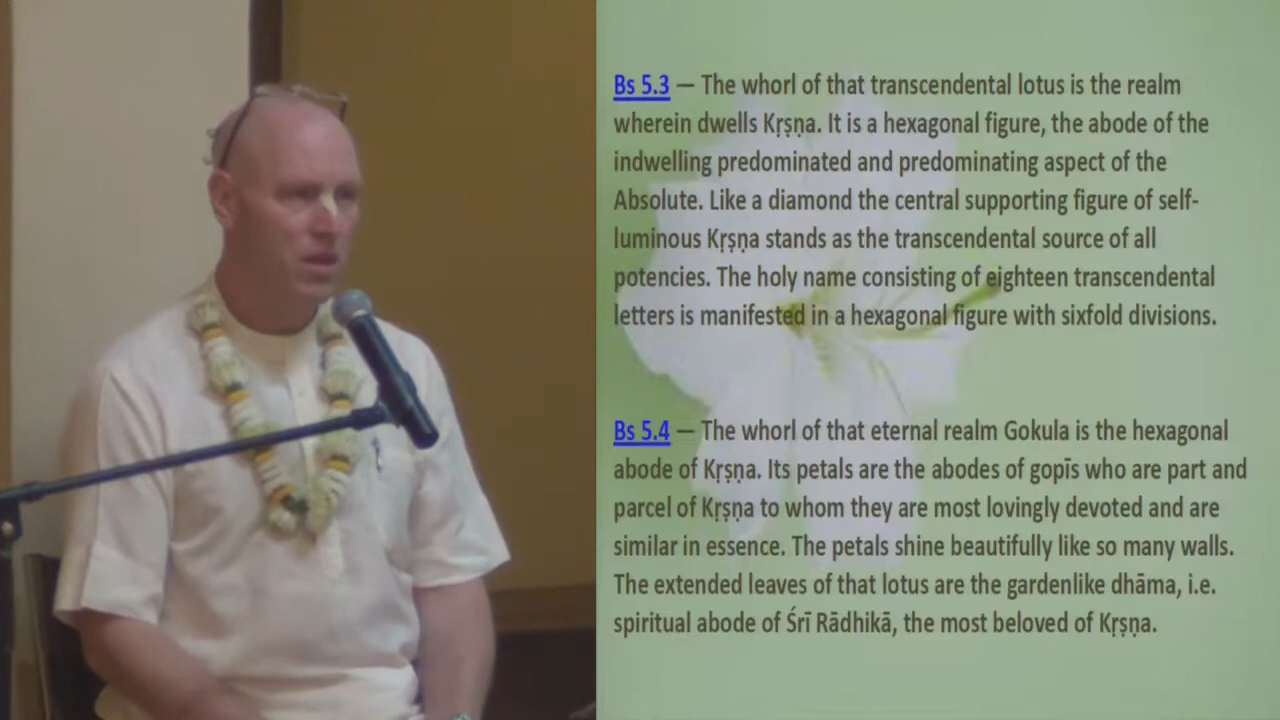 Bs 5.3 — The whorl of that transcendental lotus is the realm
wherein dwells Kṛṣṇa. It is a hexagonal figure, the abode of the
indwelling predominated and predominating aspect of the
Absolute. Like a diamond the central supporting figure of self-
luminous Kṛṣṇa stands as the transcendental source of all
potencies. The holy name consisting of eighteen transcendental
letters is manifested in a hexagonal figure with sixfold divisions.
Bs 5.4 — The whorl of that eternal realm Gokula is the hexagonal
abode of Kṛṣṇa. Its petals are the abodes of gopīs who are part and
parcel of Kṛṣṇa to whom they are most lovingly devoted and are
similar in essence. The petals shine beautifully like so many walls.
The extended leaves of that lotus are the gardenlike dhāma, i.e.
spiritual abode of Śrī Rādhikā, the most beloved of Kṛṣṇa.